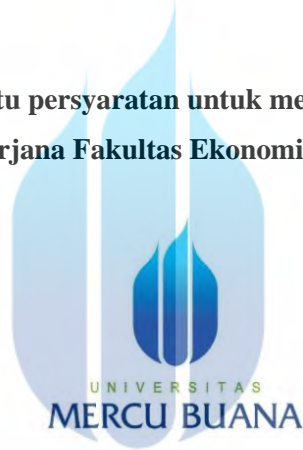 tu persyaratan untuk me
rjana Fakultas Ekonomi
UNIVERSITAS
MERCU BUANA